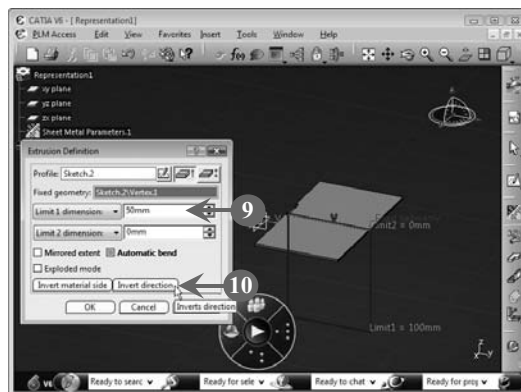 CATIA V6 - [ Representation1]
PLM Access Edit View Favorites Insert Tools Window Help
Representation1
xy plane
yz plane
zx plane
Sheet Metal Parameters.1
Extrusion Definition
Profile: Sketch.2
Fixed geometry: Sketch.2\Vertex.1
Limit 1 dimension: 50mm
9
Limit 2 dimension: 0mm
Limit2 = 0mm
Mirrored extent Automatic bend
Exploded mode
Invert material side Invert direction
10
OK Cancel Inverts direction
Limit1 = 100mm
V6 Ready to searc Ready for sele Ready to chat Ready for proj